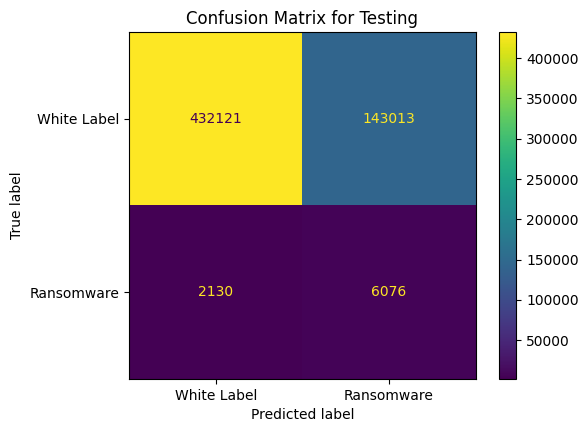 Confusion Matrix for Testing
True label
White Label
Ransomware
432121
143013
2130
6076
White Label
Ransomware
Predicted label
400000
350000
300000
250000
200000
150000
100000
50000